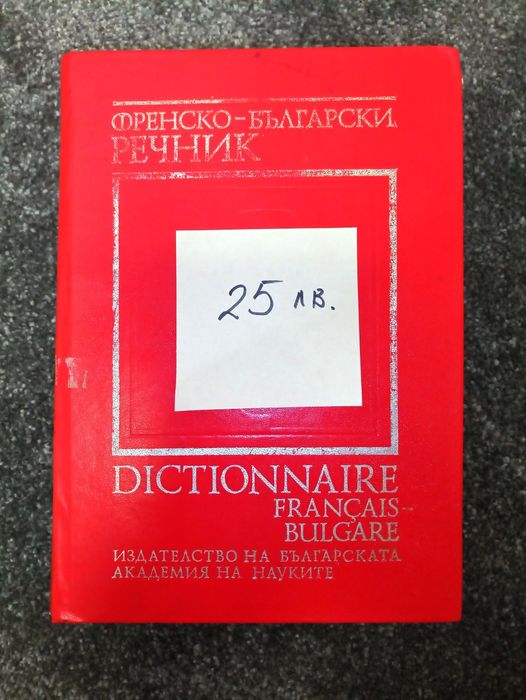 ФРЕНСКО-БЪЛГАРСКИ
РЕЧНИК
25 лв.
DICTIONNAIRE
FRANÇAIS-
BULGARE
ИЗДАТЕЛСТВО НА БЪЛГАРСКАТА
АКАДЕМИЯ НА НАУКИТЕ